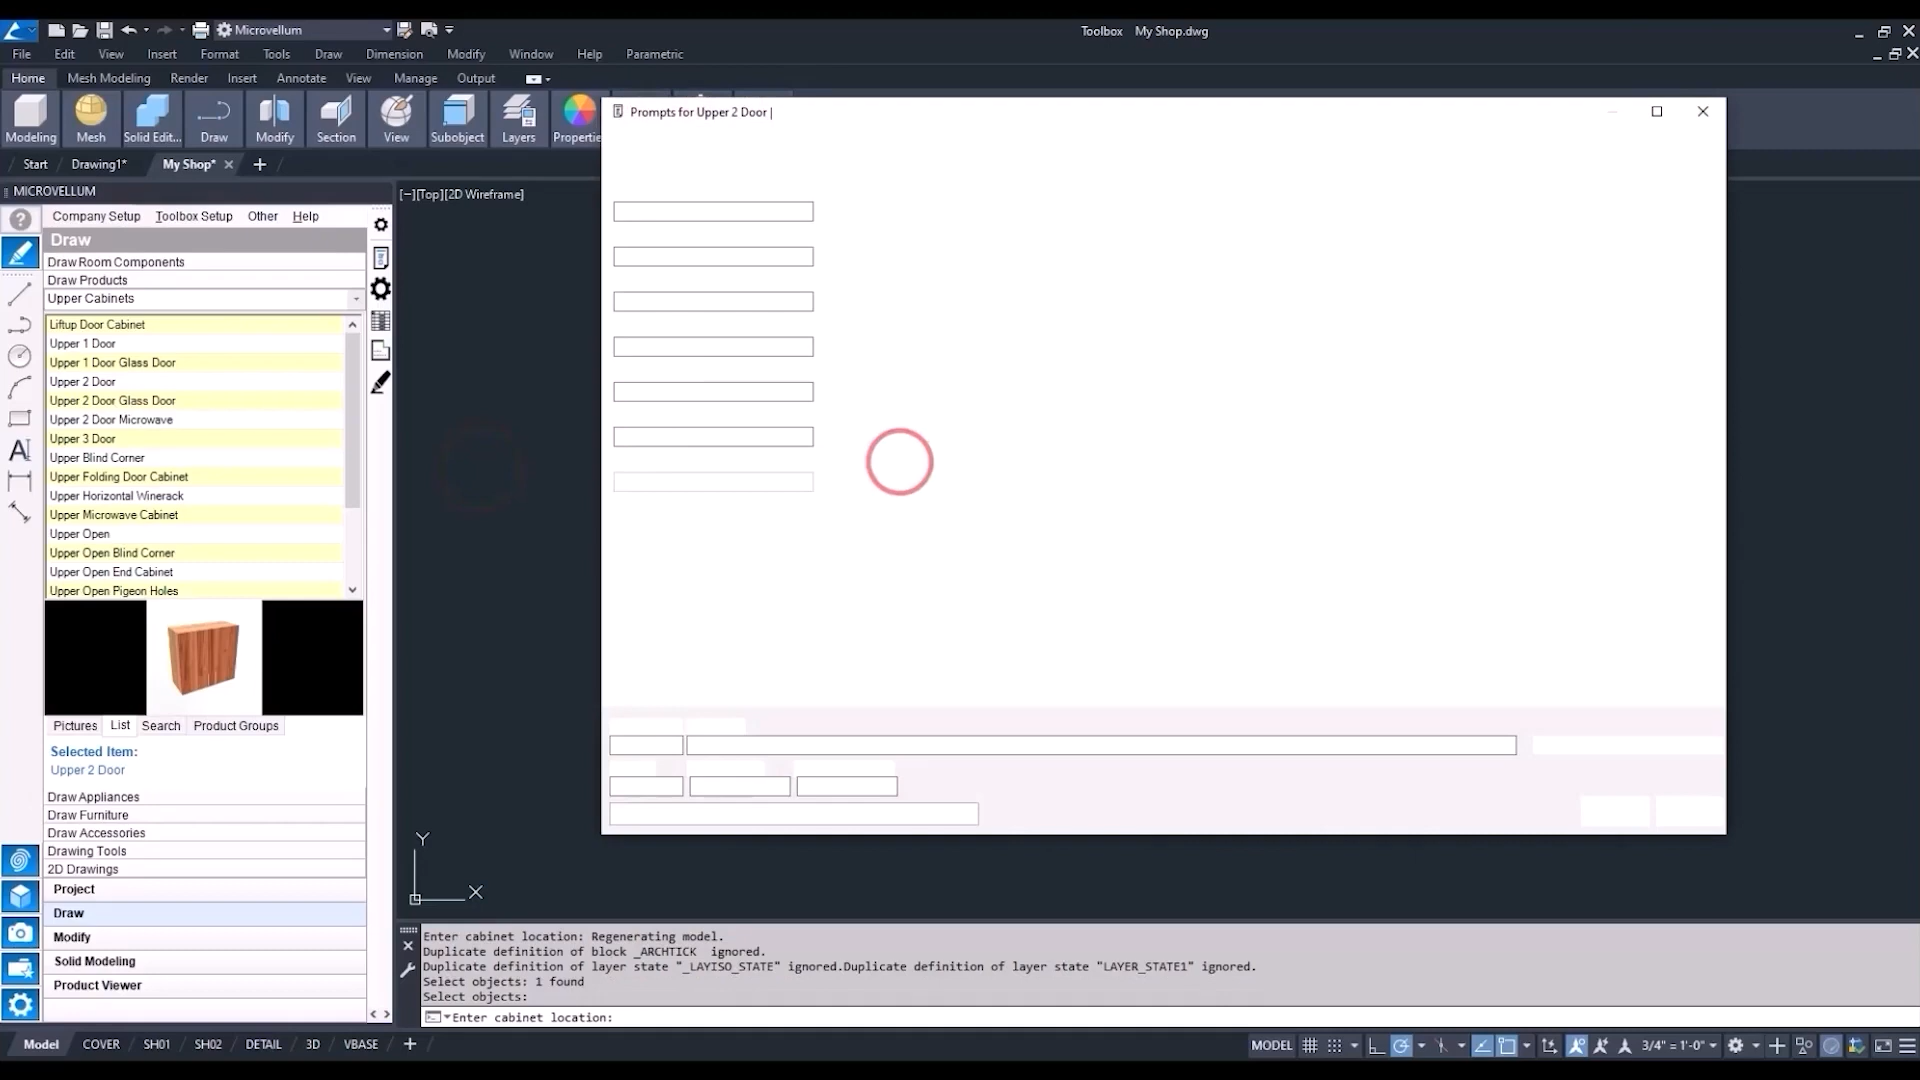 Microvellum
Toolbox My Shop.dwg
File Edit View Insert Format Tools Draw Dimension Modify Window Help Parametric
Home Mesh Modeling Render Insert Annotate View Manage Output
Modeling Mesh Solid Edit... Draw Modify Section View Subobject Layers Propertie
Prompts for Upper 2 Door |
Start Drawing1* My Shop*
MICROVELLUM
[−][Top][2D Wireframe]
Company Setup Toolbox Setup Other Help
Draw
Draw Room Components
Draw Products
Upper Cabinets
Liftup Door Cabinet
Upper 1 Door
Upper 1 Door Glass Door
Upper 2 Door
Upper 2 Door Glass Door
Upper 2 Door Microwave
Upper 3 Door
Upper Blind Corner
Upper Folding Door Cabinet
Upper Horizontal Winerack
Upper Microwave Cabinet
Upper Open
Upper Open Blind Corner
Upper Open End Cabinet
Upper Open Pigeon Holes
Pictures List Search Product Groups
Selected Item:
Upper 2 Door
Draw Appliances
Draw Furniture
Draw Accessories
Drawing Tools
2D Drawings
Project
Draw
Modify
Solid Modeling
Product Viewer
Y
X
Enter cabinet location: Regenerating model.
Duplicate definition of block _ARCHTICK ignored.
Duplicate definition of layer state "_LAYISO_STATE" ignored.Duplicate definition of layer state "LAYER_STATE1" ignored.
Select objects: 1 found
Select objects:
Enter cabinet location:
Model COVER SH01 SH02 DETAIL 3D VBASE
MODEL 3/4" = 1'-0"